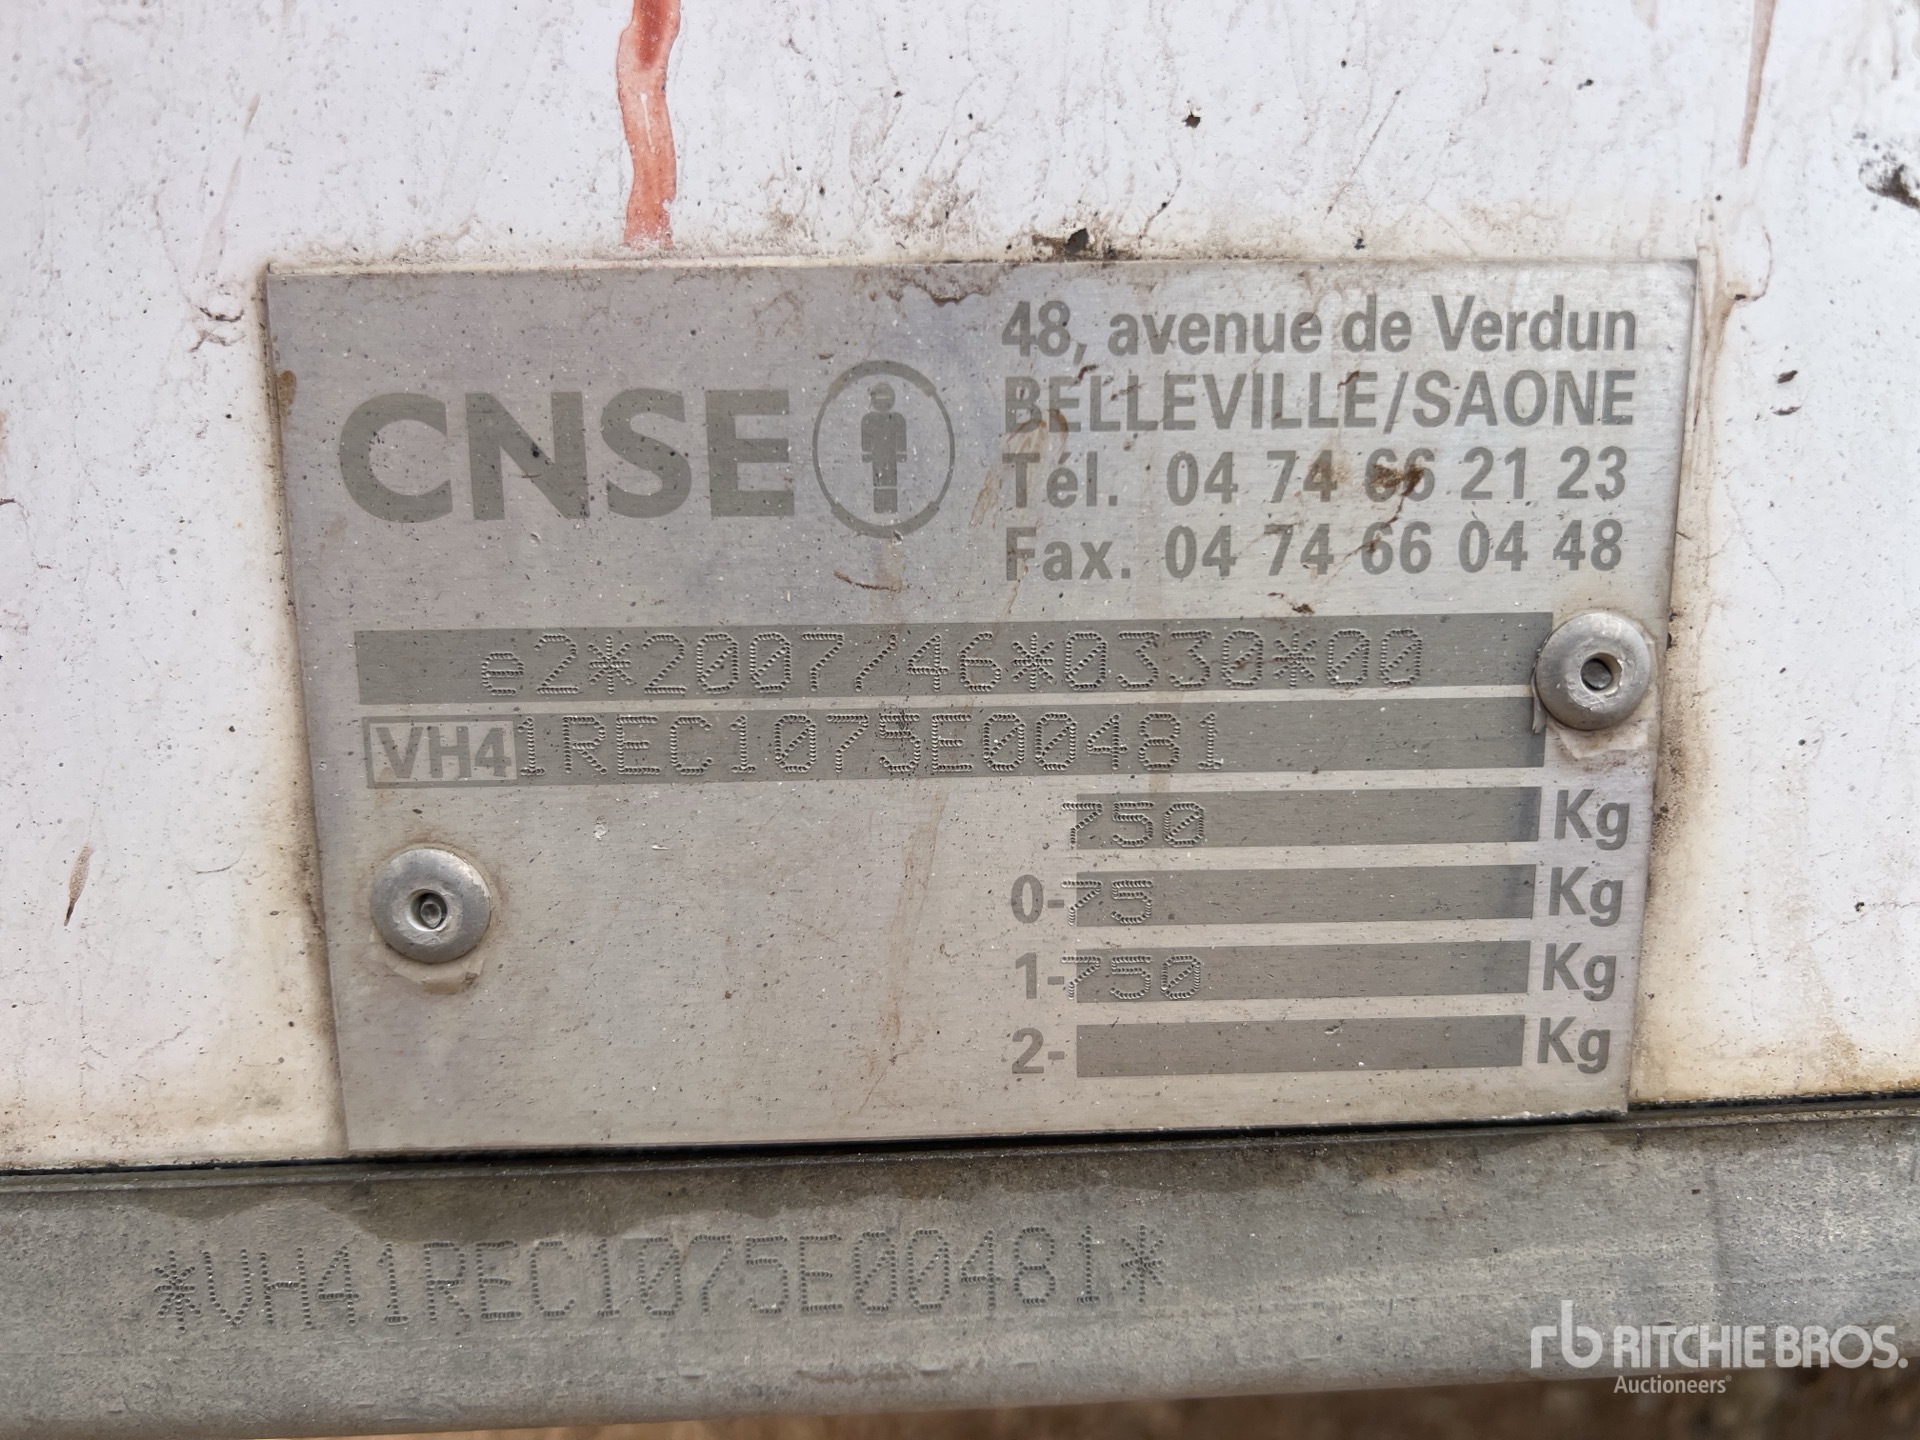 CNSE
48, avenue de Verdun
BELLEVILLE/SAONE
Tél. 04 74 66 21 23
Fax. 04 74 66 04 48
e2*2007/46*0330*00
VH41REC1075E00481
750 Kg
0-75 Kg
1-750 Kg
2- Kg
*VH41REC1075E00481*
rb RITCHIE BROS.
Auctioneers